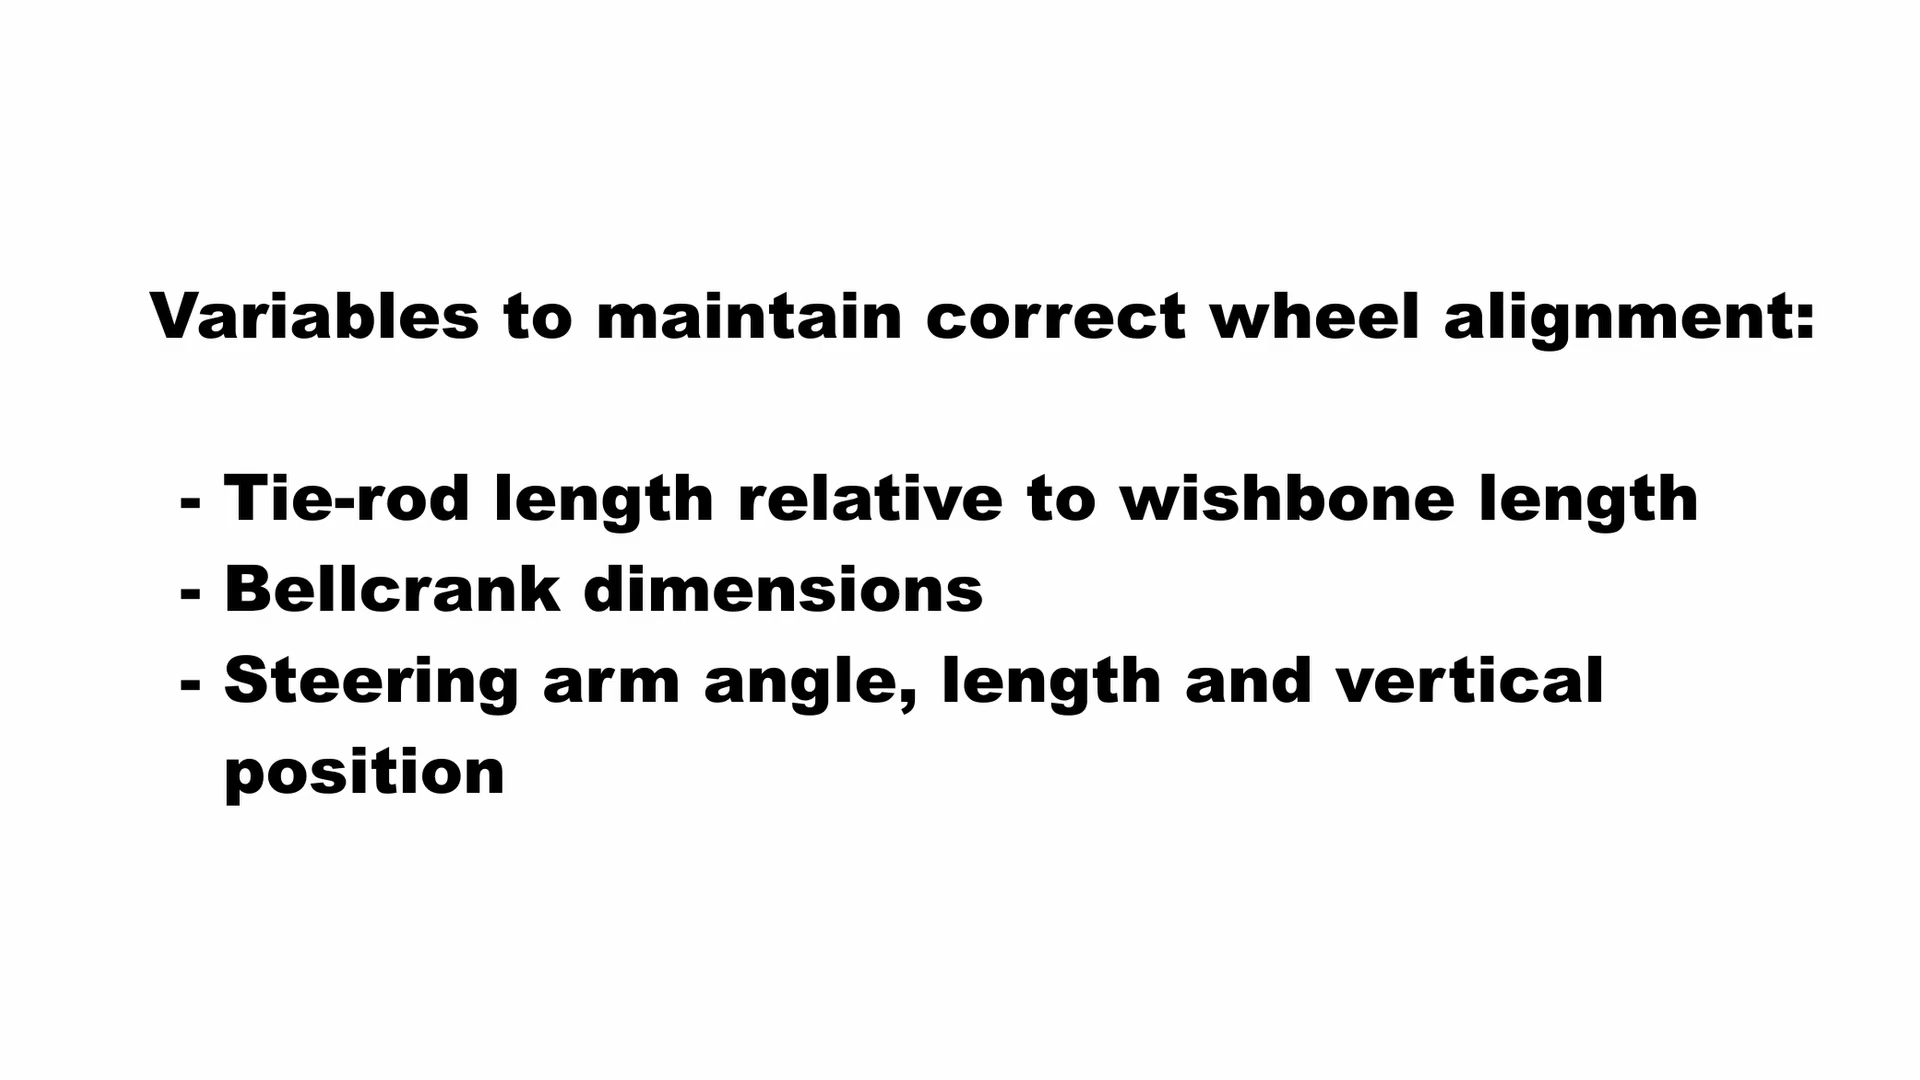 Variables to maintain correct wheel alignment:
- Tie-rod length relative to wishbone length
- Bellcrank dimensions
- Steering arm angle, length and vertical
position